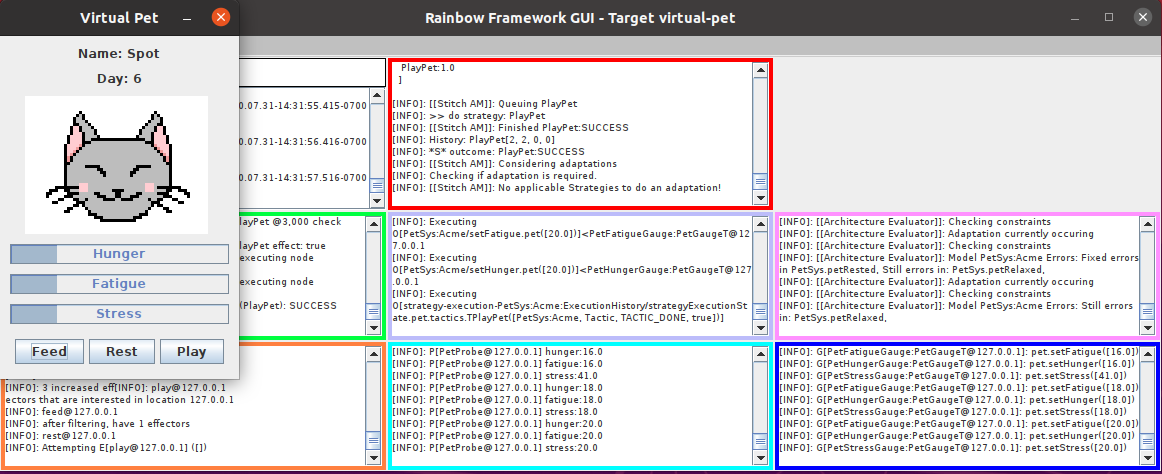 Virtual Pet
Name: Spot
Day: 6
Hunger
Fatigue
Stress
Feed
Rest
Play
Rainbow Framework GUI - Target virtual-pet
0.07.31-14:31:55.415-0700
0.07.31-14:31:56.416-0700
0.07.31-14:31:57.516-0700
PlayPet:1.0
]
[INFO]: [[Stitch AM]]: Queuing PlayPet
[INFO]: >> do strategy: PlayPet
[INFO]: [[Stitch AM]]: Finished PlayPet:SUCCESS
[INFO]: History: PlayPet[2, 2, 0, 0]
[INFO]: *S* outcome: PlayPet:SUCCESS
[INFO]: [[Stitch AM]]: Considering adaptations
[INFO]: Checking if adaptation is required.
[INFO]: [[Stitch AM]]: No applicable Strategies to do an adaptation!
layPet @3,000 check
layPet effect: true
executing node
executing node
(PlayPet): SUCCESS
[INFO]: Executing
O[PetSys:Acme/setFatigue.pet([20.0])]<PetFatigueGauge:PetGaugeT@12
7.0.0.1
[INFO]: Executing
O[PetSys:Acme/setHunger.pet([20.0])]<PetHungerGauge:PetGaugeT@127
.0.0.1
[INFO]: Executing
O[strategy-execution-PetSys:Acme:ExecutionHistory/strategyExecutionSt
ate.pet.tactics.TPlayPet([PetSys:Acme, Tactic, TACTIC_DONE, true])]
[INFO]: [[Architecture Evaluator]]: Checking constraints
[INFO]: [[Architecture Evaluator]]: Adaptation currently occuring
[INFO]: [[Architecture Evaluator]]: Checking constraints
[INFO]: [[Architecture Evaluator]]: Model PetSys:Acme Errors: Fixed errors
in PetSys.petRested, Still errors in: PetSys.petRelaxed,
[INFO]: [[Architecture Evaluator]]: Adaptation currently occuring
[INFO]: [[Architecture Evaluator]]: Checking constraints
[INFO]: [[Architecture Evaluator]]: Model PetSys:Acme Errors: Still errors
in: PetSys.petRelaxed,
[INFO]: 3 increased eff[INFO]: play@127.0.0.1
ectors that are interested in location 127.0.0.1
[INFO]: feed@127.0.0.1
[INFO]: after filtering, have 1 effectors
[INFO]: rest@127.0.0.1
[INFO]: Attempting E[play@127.0.0.1] ([])
[INFO]: P[PetProbe@127.0.0.1] hunger:16.0
[INFO]: P[PetProbe@127.0.0.1] fatigue:16.0
[INFO]: P[PetProbe@127.0.0.1] stress:41.0
[INFO]: P[PetProbe@127.0.0.1] hunger:18.0
[INFO]: P[PetProbe@127.0.0.1] fatigue:18.0
[INFO]: P[PetProbe@127.0.0.1] stress:18.0
[INFO]: P[PetProbe@127.0.0.1] hunger:20.0
[INFO]: P[PetProbe@127.0.0.1] fatigue:20.0
[INFO]: P[PetProbe@127.0.0.1] stress:20.0
[INFO]: G[PetFatigueGauge:PetGaugeT@127.0.0.1]: pet.setFatigue([16.0])
[INFO]: G[PetHungerGauge:PetGaugeT@127.0.0.1]: pet.setHunger([16.0])
[INFO]: G[PetStressGauge:PetGaugeT@127.0.0.1]: pet.setStress([41.0])
[INFO]: G[PetFatigueGauge:PetGaugeT@127.0.0.1]: pet.setFatigue([18.0])
[INFO]: G[PetHungerGauge:PetGaugeT@127.0.0.1]: pet.setHunger([18.0])
[INFO]: G[PetStressGauge:PetGaugeT@127.0.0.1]: pet.setStress([18.0])
[INFO]: G[PetFatigueGauge:PetGaugeT@127.0.0.1]: pet.setFatigue([20.0])
[INFO]: G[PetHungerGauge:PetGaugeT@127.0.0.1]: pet.setHunger([20.0])
[INFO]: G[PetStressGauge:PetGaugeT@127.0.0.1]: pet.setStress([20.0])